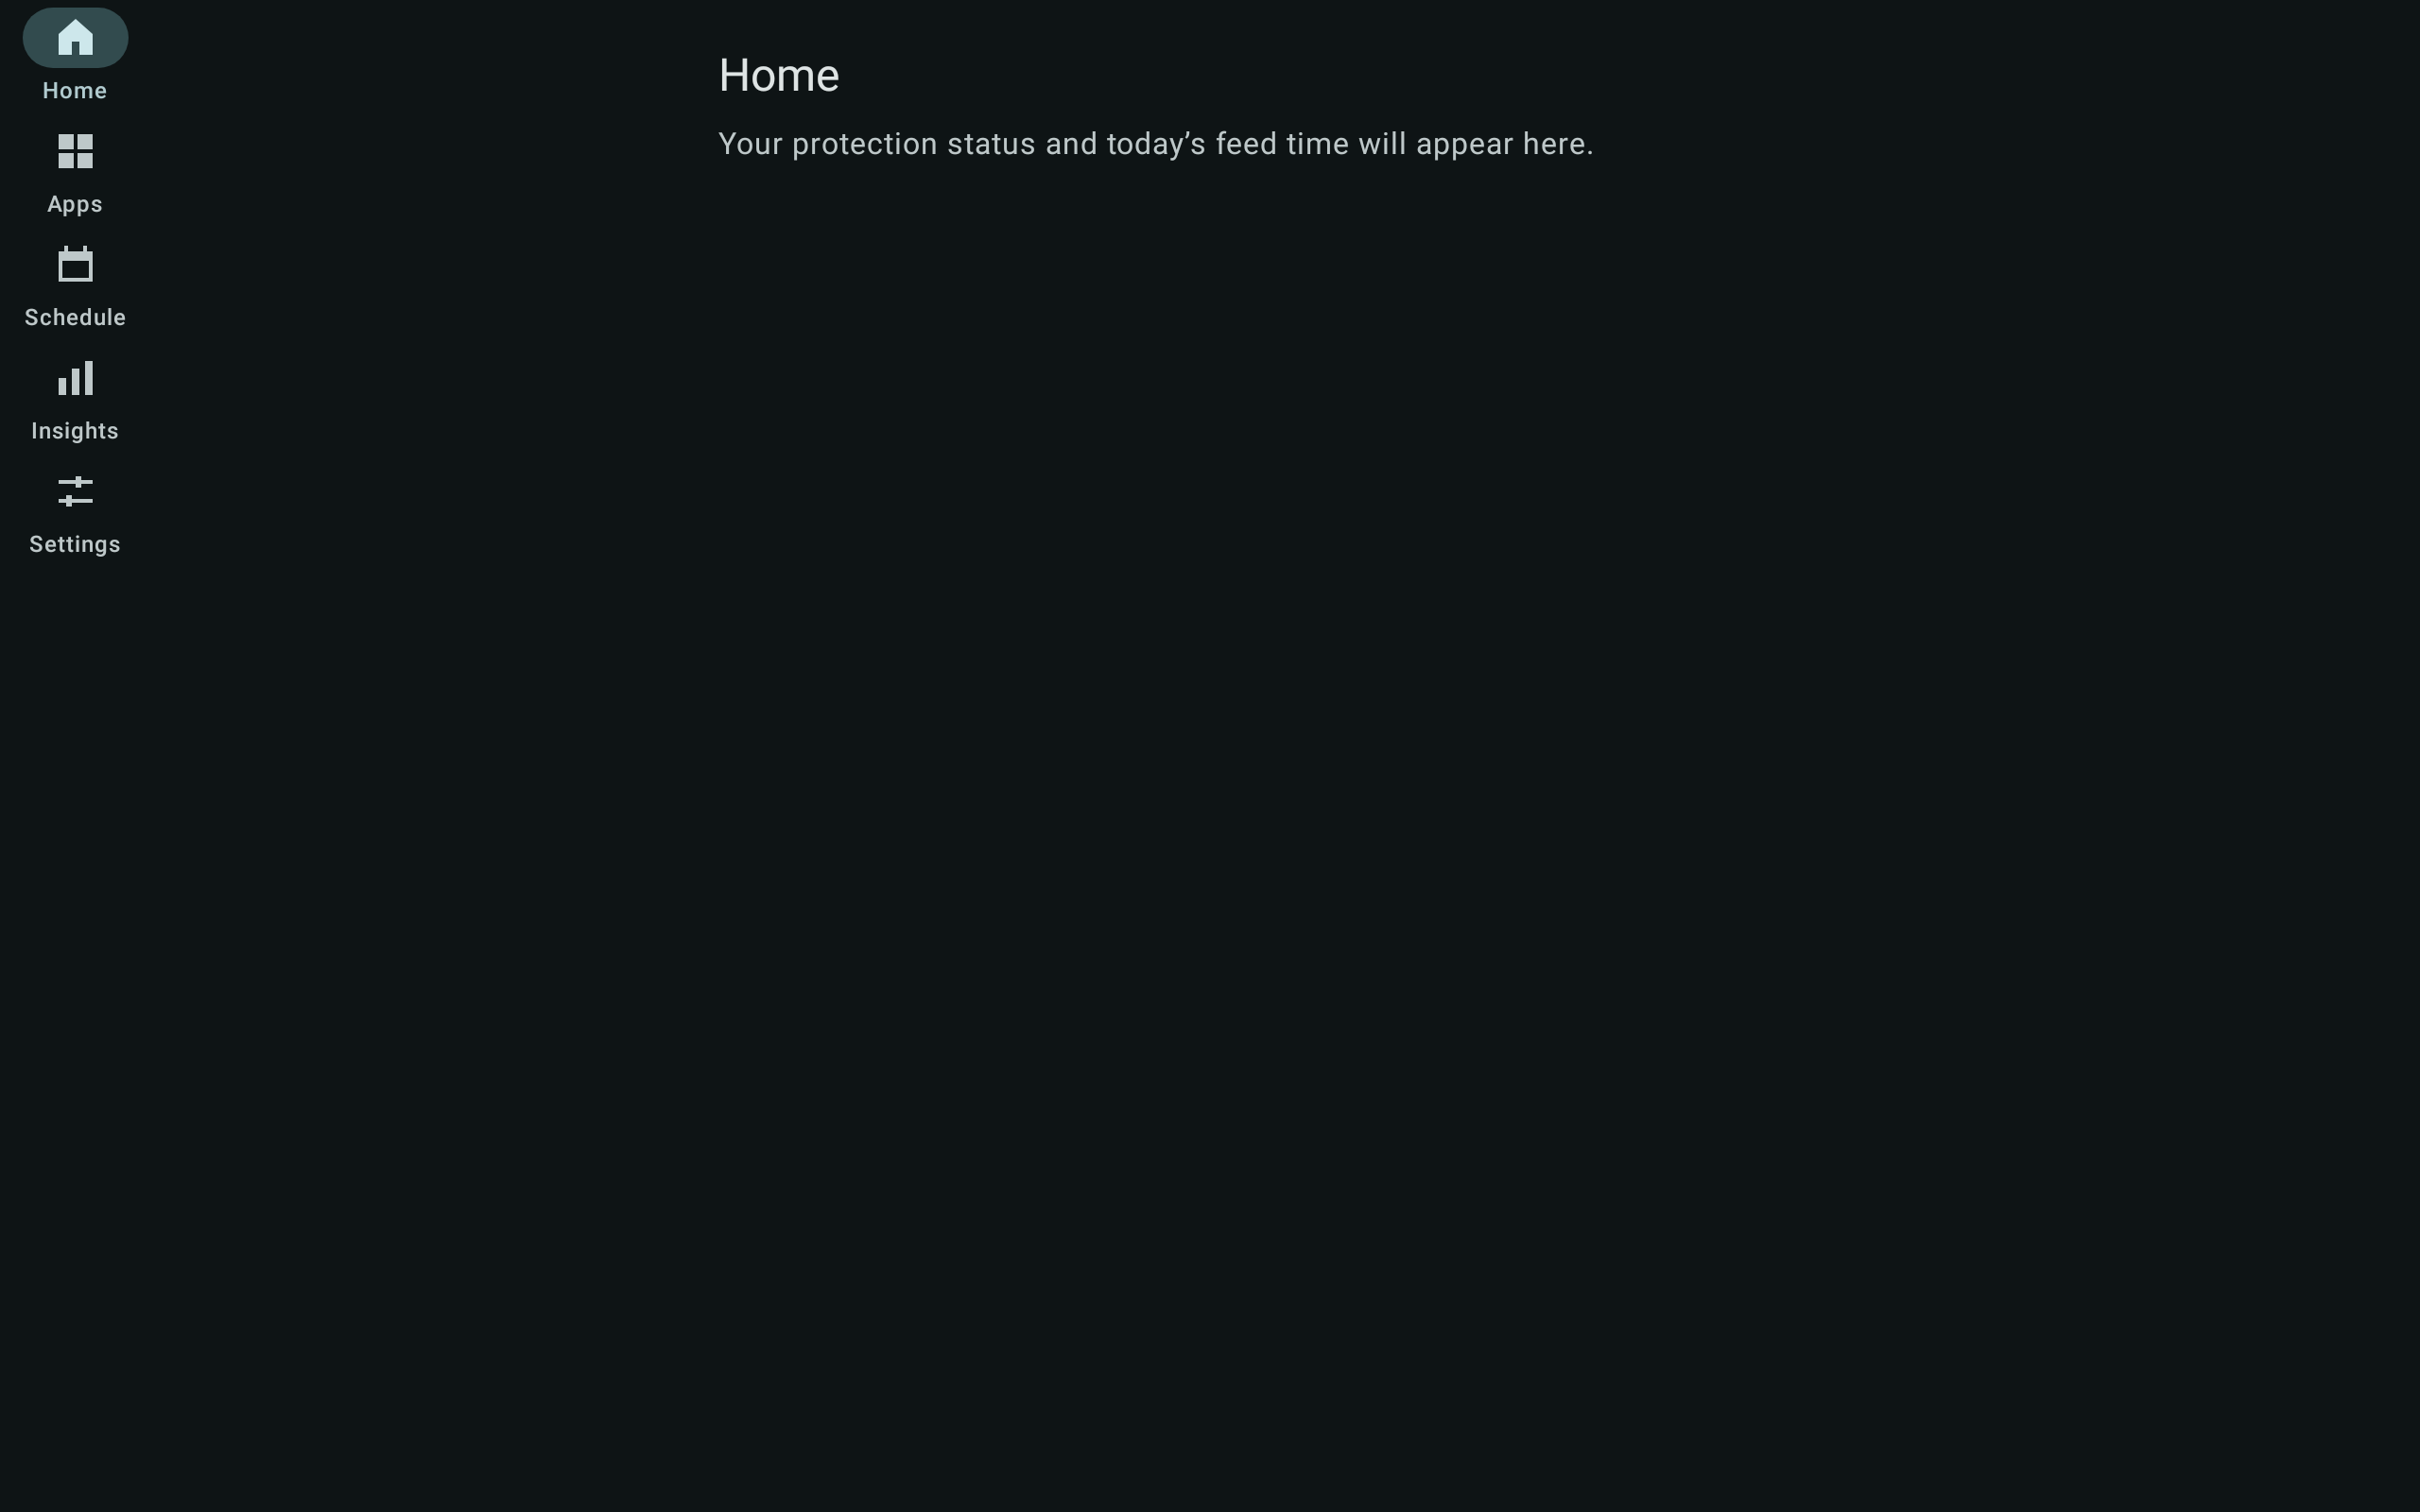 Home
Apps
Schedule
Insights
Settings
Home
Your protection status and today’s feed time will appear here.